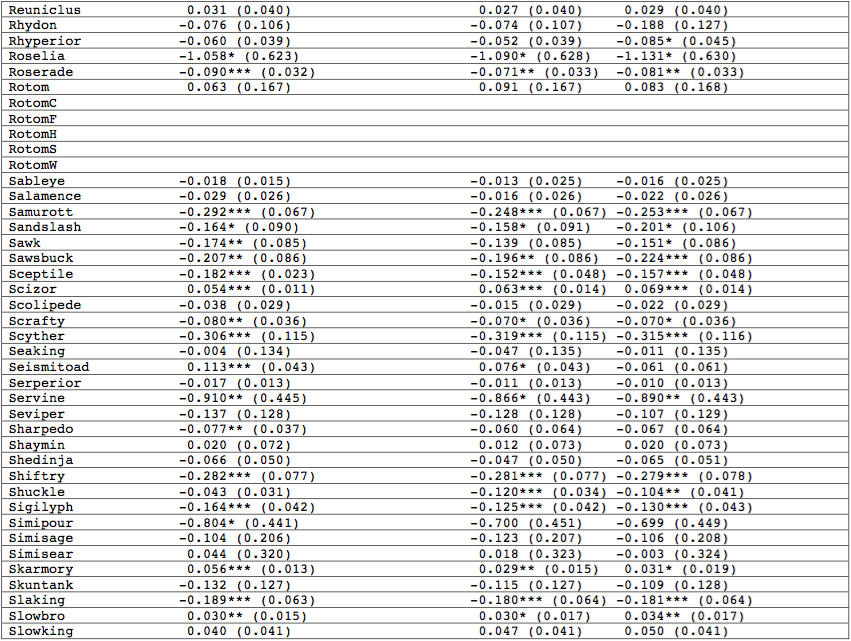 Reuniclus 0.031 (0.040) 0.027 (0.040) 0.029 (0.040)
Rhydon -0.076 (0.106) -0.074 (0.107) -0.188 (0.127)
Rhyperior -0.060 (0.039) -0.052 (0.039) -0.085* (0.045)
Roselia -1.058* (0.623) -1.090* (0.628) -1.131* (0.630)
Roserade -0.090*** (0.032) -0.071** (0.033) -0.081** (0.033)
Rotom 0.063 (0.167) 0.091 (0.167) 0.083 (0.168)
RotomC
RotomF
RotomH
RotomS
RotomW
Sableye -0.018 (0.015) -0.013 (0.025) -0.016 (0.025)
Salamence -0.029 (0.026) -0.016 (0.026) -0.022 (0.026)
Samurott -0.292*** (0.067) -0.248*** (0.067) -0.253*** (0.067)
Sandslash -0.164* (0.090) -0.158* (0.091) -0.201* (0.106)
Sawk -0.174** (0.085) -0.139 (0.085) -0.151* (0.086)
Sawsbuck -0.207** (0.086) -0.196** (0.086) -0.224*** (0.086)
Sceptile -0.182*** (0.023) -0.152*** (0.048) -0.157*** (0.048)
Scizor 0.054*** (0.011) 0.063*** (0.014) 0.069*** (0.014)
Scolipede -0.038 (0.029) -0.015 (0.029) -0.022 (0.029)
Scrafty -0.080** (0.036) -0.070* (0.036) -0.070* (0.036)
Scyther -0.306*** (0.115) -0.319*** (0.115) -0.315*** (0.116)
Seaking -0.004 (0.134) -0.047 (0.135) -0.011 (0.135)
Seismitoad 0.113*** (0.043) 0.076* (0.043) -0.061 (0.061)
Serperior -0.017 (0.013) -0.011 (0.013) -0.010 (0.013)
Servine -0.910** (0.445) -0.866* (0.443) -0.890** (0.443)
Seviper -0.137 (0.128) -0.128 (0.128) -0.107 (0.129)
Sharpedo -0.077** (0.037) -0.060 (0.064) -0.067 (0.064)
Shaymin 0.020 (0.072) 0.012 (0.073) 0.020 (0.073)
Shedinja -0.066 (0.050) -0.047 (0.050) -0.065 (0.051)
Shiftry -0.282*** (0.077) -0.281*** (0.077) -0.279*** (0.078)
Shuckle -0.043 (0.031) -0.120*** (0.034) -0.104** (0.041)
Sigilyph -0.164*** (0.042) -0.125*** (0.042) -0.130*** (0.043)
Simipour -0.804* (0.441) -0.700 (0.451) -0.699 (0.449)
Simisage -0.104 (0.206) -0.123 (0.207) -0.106 (0.208)
Simisear 0.044 (0.320) 0.018 (0.323) -0.003 (0.324)
Skarmory 0.056*** (0.013) 0.029** (0.015) 0.031* (0.019)
Skuntank -0.132 (0.127) -0.115 (0.127) -0.109 (0.128)
Slaking -0.189*** (0.063) -0.180*** (0.064) -0.181*** (0.064)
Slowbro 0.030** (0.015) 0.030* (0.017) 0.034** (0.017)
Slowking 0.040 (0.041) 0.047 (0.041) 0.050 (0.041)